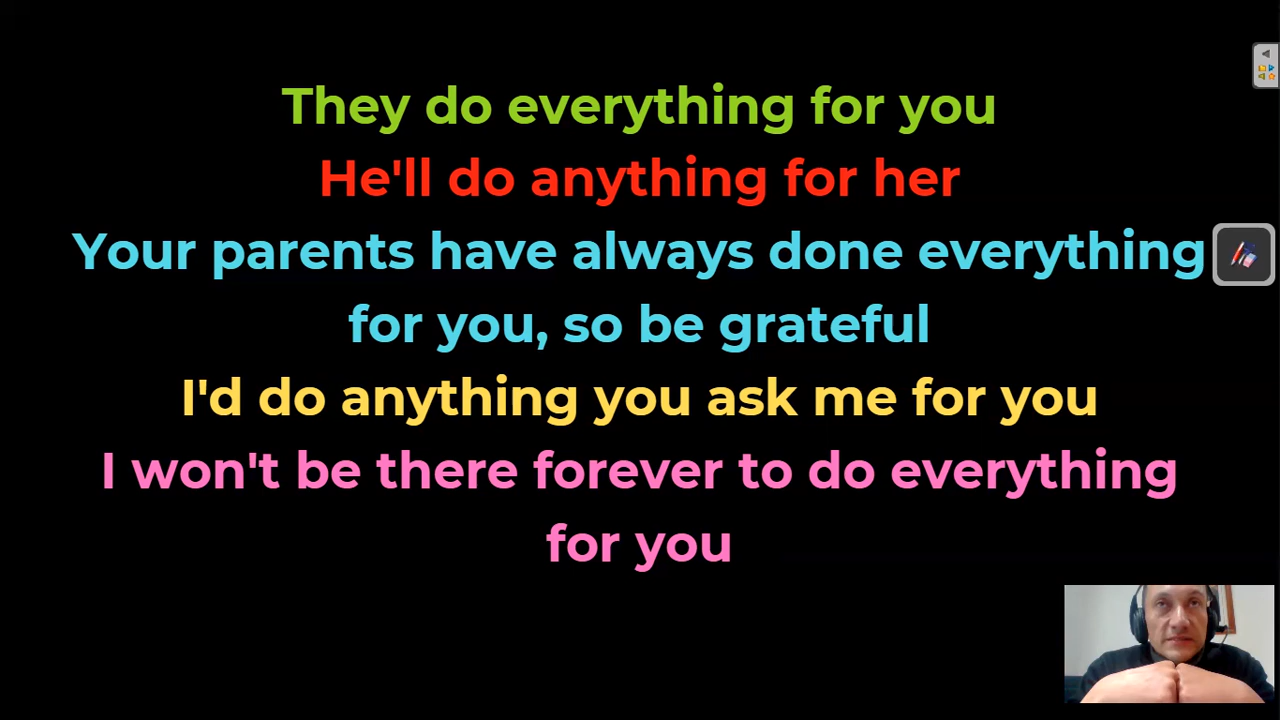 They do everything for you
He'll do anything for her
Your parents have always done everything
for you, so be grateful
I'd do anything you ask me for you
I won't be there forever to do everything
for you